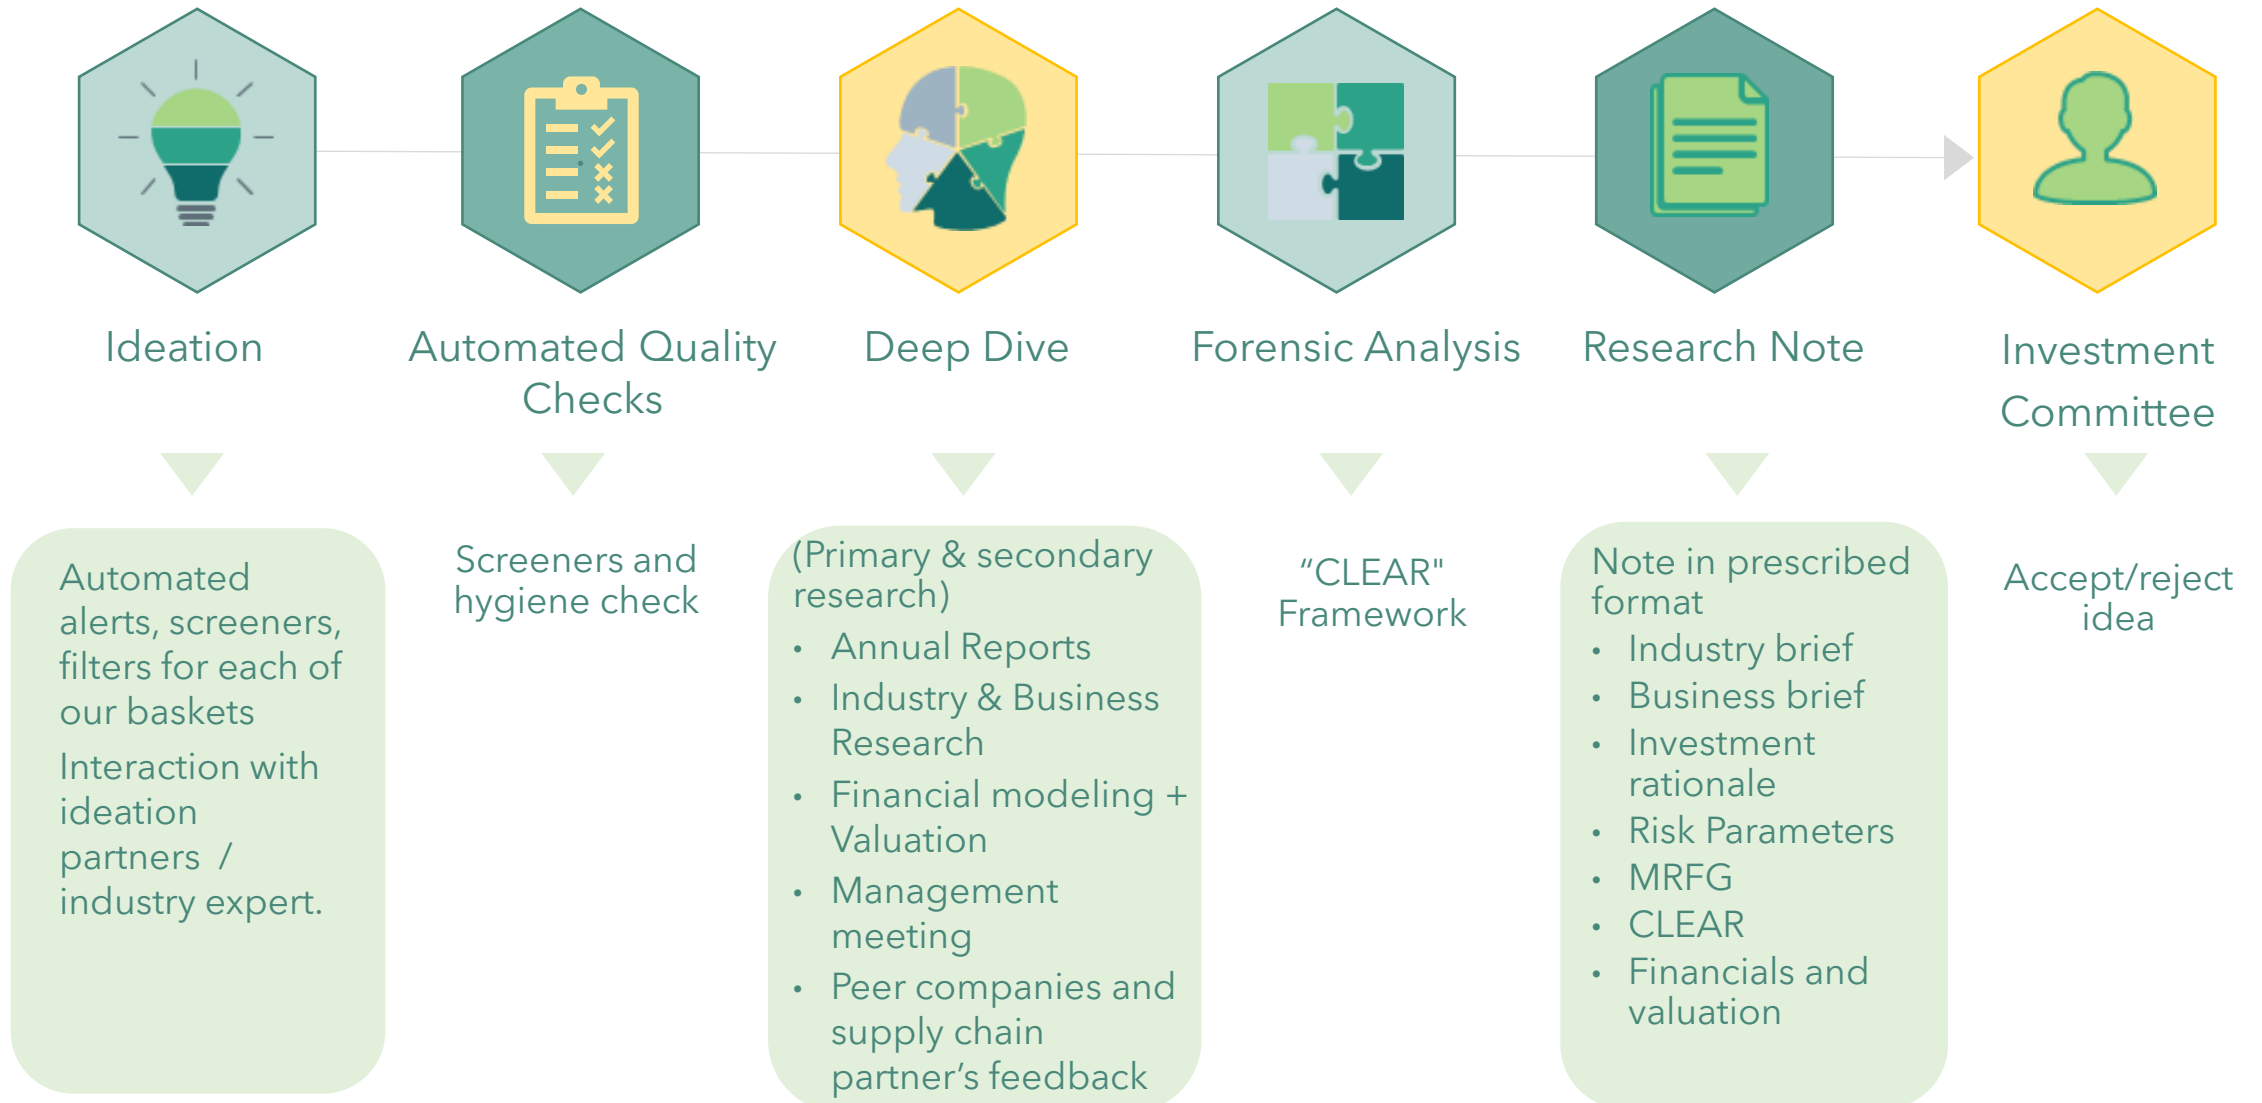 Ideation
Automated Quality
Checks
Deep Dive
Forensic Analysis
Research Note
Investment
Committee
Automated
alerts, screeners,
filters for each of
our baskets
Interaction with
ideation
partners /
industry expert.
Screeners and
hygiene check
(Primary & secondary
research)
• Annual Reports
• Industry & Business
Research
• Financial modeling +
Valuation
• Management
meeting
• Peer companies and
supply chain
partner’s feedback
“CLEAR"
Framework
Note in prescribed
format
• Industry brief
• Business brief
• Investment
rationale
• Risk Parameters
• MRFG
• CLEAR
• Financials and
valuation
Accept/reject
idea